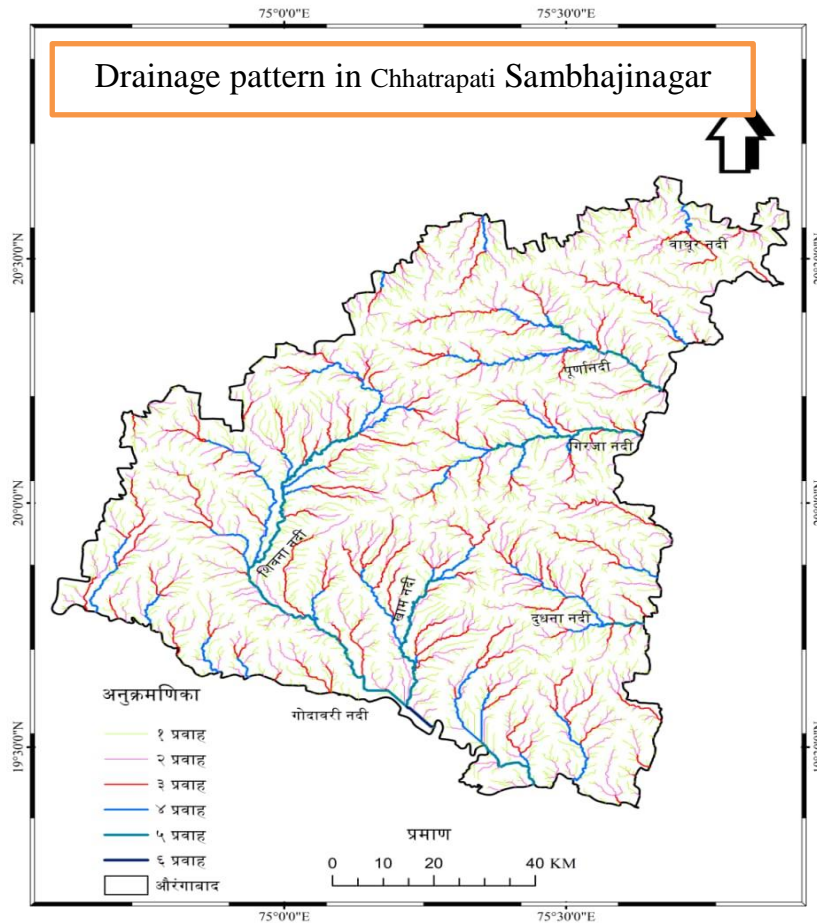 75°0'0"E
75°30'0"E
Drainage pattern in Chhatrapati Sambhajinagar
वाघूर नदी
20°30'0"N
पूर्णानदी
गिरजा नदी
20°0'0"N
शिवना नदी
खाम नदी
दुधना नदी
गोदावरी नदी
19°30'0"N
अनुक्रमणिका
१ प्रवाह
२ प्रवाह
३ प्रवाह
४ प्रवाह
५ प्रवाह
६ प्रवाह
औरंगाबाद
प्रमाण
0 10 20 40 KM
75°0'0"E
75°30'0"E